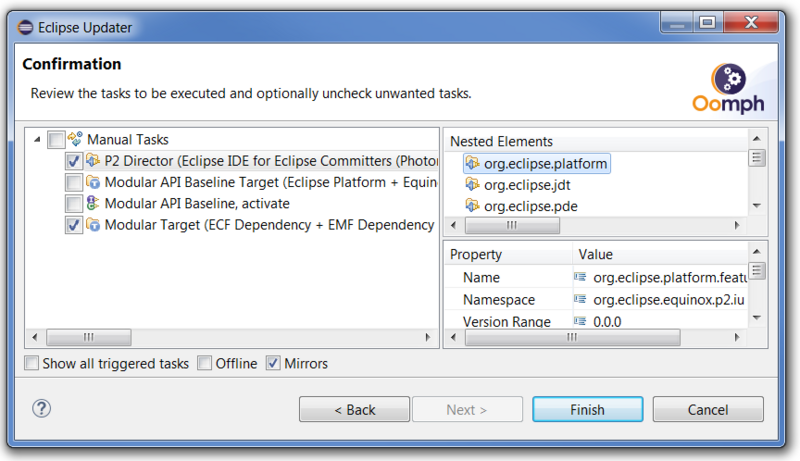 Eclipse Updater
Confirmation
Review the tasks to be executed and optionally uncheck unwanted tasks.
Oomph
Manual Tasks
P2 Director (Eclipse IDE for Eclipse Committers (Photon
Modular API Baseline Target (Eclipse Platform + Equin
Modular API Baseline, activate
Modular Target (ECF Dependency + EMF Dependency
Nested Elements
org.eclipse.platform
org.eclipse.jdt
org.eclipse.pde
Property Value
Name org.eclipse.platform.featu
Namespace org.eclipse.equinox.p2.iu
Version Range 0.0.0
Show all triggered tasks Offline Mirrors
? < Back Next > Finish Cancel